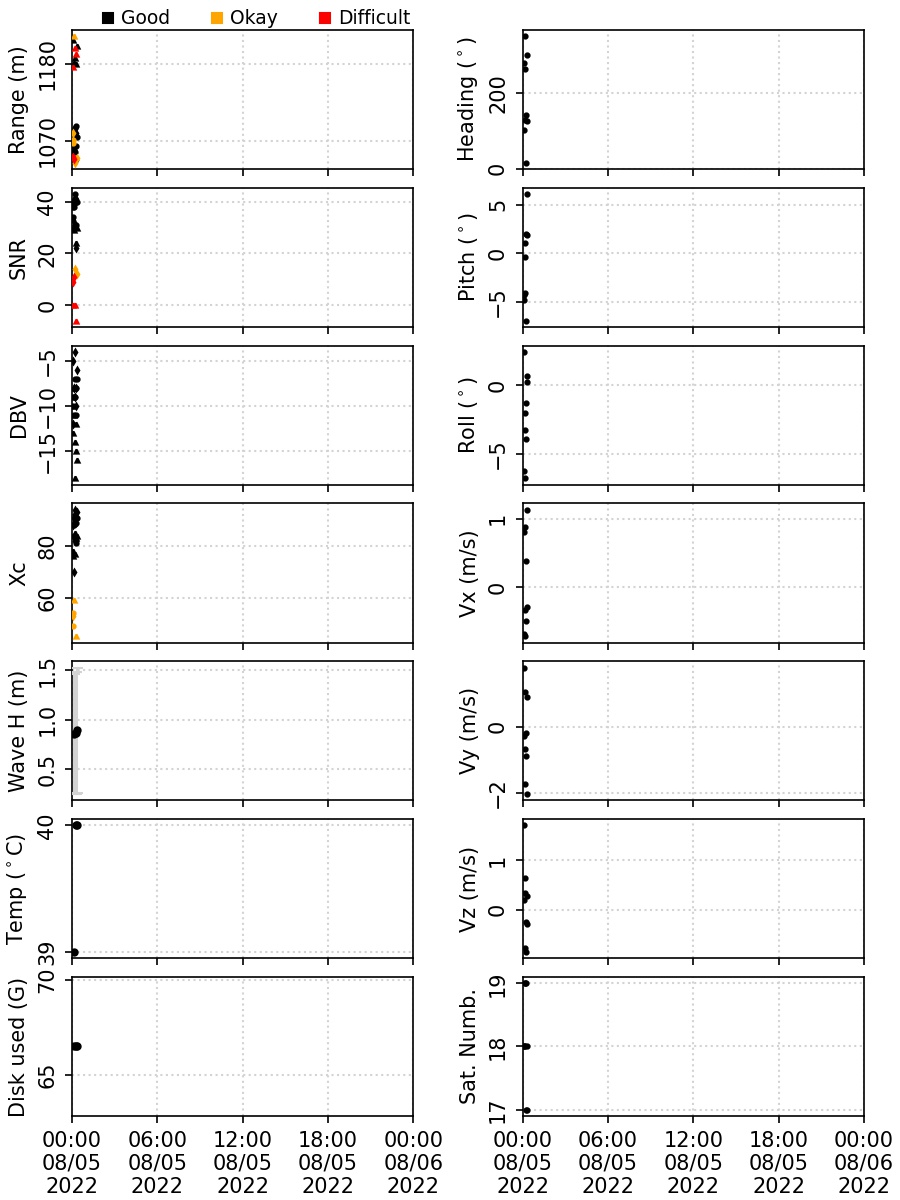 Good Okay Difficult
Range (m)
1180
1070
Heading (°)
200
0
SNR
40
20
0
Pitch (°)
5
0
−5
DBV
−5
−10
−15
Roll (°)
0
−5
Xc
80
60
Vx (m/s)
1
0
Wave H (m)
1.5
1.0
0.5
Vy (m/s)
0
−2
Temp (°C)
40
39
Vz (m/s)
1
0
Disk used (G)
70
65
Sat. Numb.
19
18
17
00:00 06:00 12:00 18:00 00:00
08/05 08/05 08/05 08/05 08/06
2022 2022 2022 2022 2022
00:00 06:00 12:00 18:00 00:00
08/05 08/05 08/05 08/05 08/06
2022 2022 2022 2022 2022